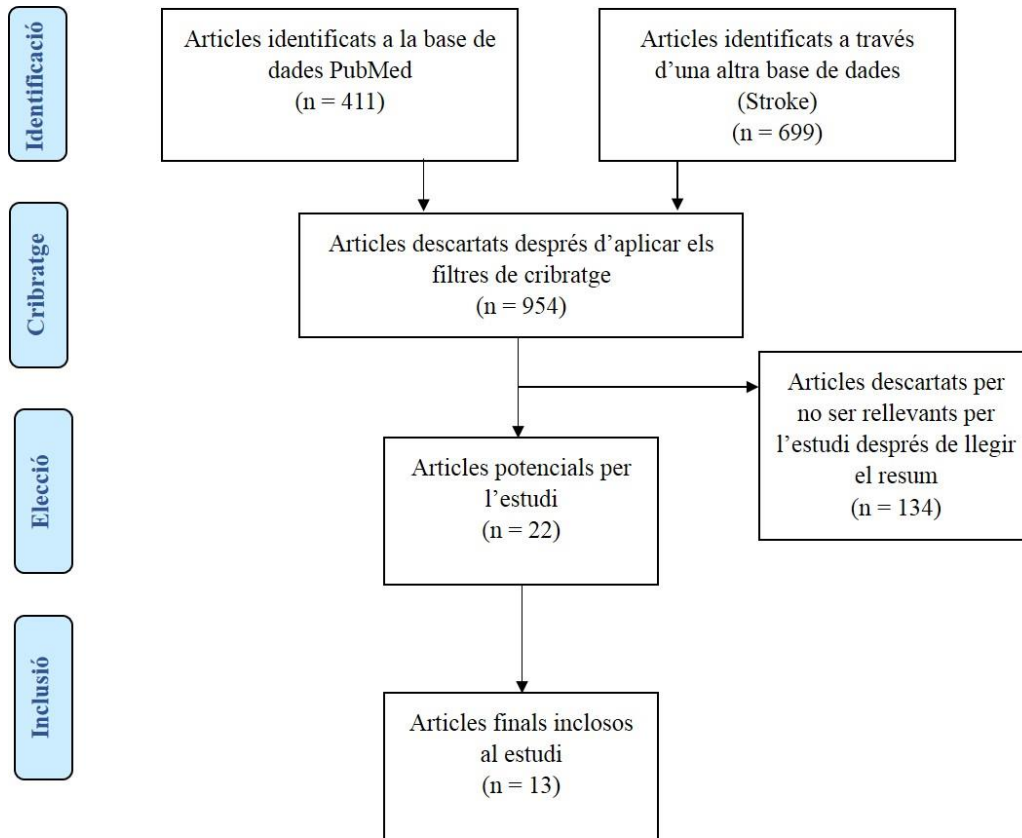 Identificació
Articles identificats a la base de
dades PubMed
(n = 411)
Articles identificats a través
d’una altra base de dades
(Stroke)
(n = 699)
Cribratge
Articles descartats després d’aplicar els
filtres de cribratge
(n = 954)
Articles descartats per
no ser rellevants per
l’estudi després de llegir
el resum
(n = 134)
Elecció
Articles potencials per
l’estudi
(n = 22)
Inclusió
Articles finals inclosos
al estudi
(n = 13)